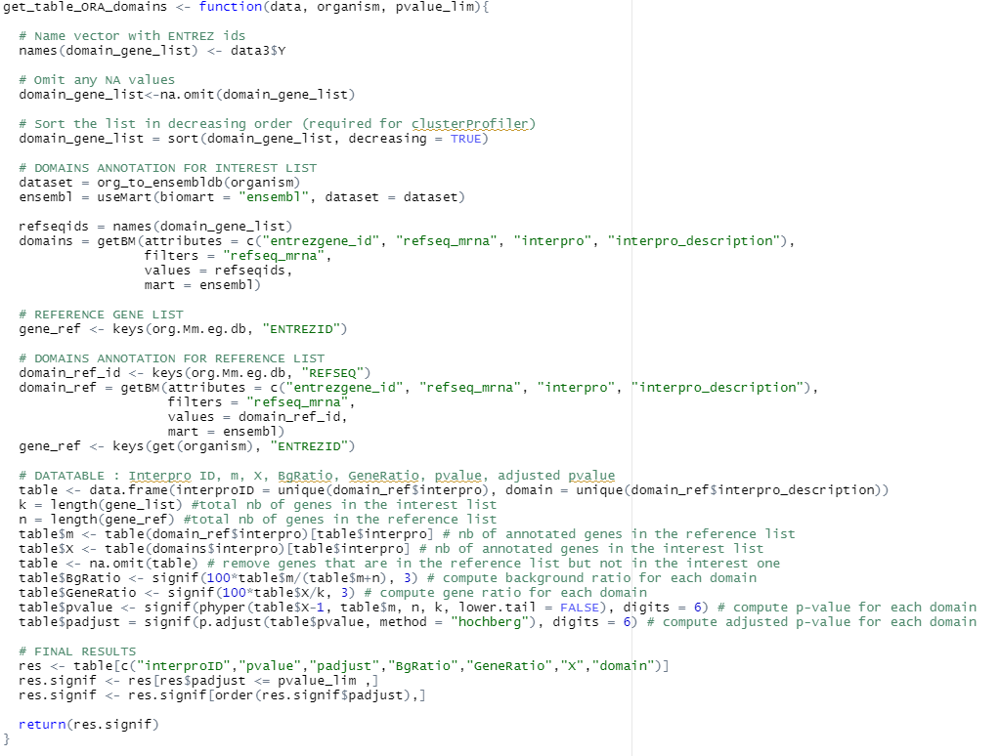 get_table_ORA_domains <- function(data, organism, pvalue_lim){
# Name vector with ENTREZ ids
names(domain_gene_list) <- data3$Y
# Omit any NA values
domain_gene_list<-na.omit(domain_gene_list)
# Sort the list in decreasing order (required for clusterProfiler)
domain_gene_list = sort(domain_gene_list, decreasing = TRUE)
# DOMAINS ANNOTATION FOR INTEREST LIST
dataset = org_to_ensembldb(organism)
ensembl = useMart(biomart = "ensembl", dataset = dataset)
refseqids = names(domain_gene_list)
domains = getBM(attributes = c("entrezgene_id", "refseq_mrna", "interpro", "interpro_description"),
filters = "refseq_mrna",
values = refseqids,
mart = ensembl)
# REFERENCE GENE LIST
gene_ref <- keys(org.Mm.eg.db, "ENTREZID")
# DOMAINS ANNOTATION FOR REFERENCE LIST
domain_ref_id <- keys(org.Mm.eg.db, "REFSEQ")
domain_ref = getBM(attributes = c("entrezgene_id", "refseq_mrna", "interpro", "interpro_description"),
filters = "refseq_mrna",
values = domain_ref_id,
mart = ensembl)
gene_ref <- keys(get(organism), "ENTREZID")
# DATATABLE : Interpro ID, m, X, BgRatio, GeneRatio, pvalue, adjusted pvalue
table <- data.frame(interproID = unique(domain_ref$interpro), domain = unique(domain_ref$interpro_description))
k = length(gene_list) #total nb of genes in the interest list
n = length(gene_ref) #total nb of genes in the reference list
table$m <- table(domain_ref$interpro)[table$interpro] # nb of annotated genes in the reference list
table$X <- table(domains$interpro)[table$interpro] # nb of annotated genes in the interest list
table <- na.omit(table) # remove genes that are in the reference list but not in the interest one
table$BgRatio <- signif(100*table$m/(table$m+n), 3) # compute background ratio for each domain
table$GeneRatio <- signif(100*table$X/k, 3) # compute gene ratio for each domain
table$pvalue <- signif(phyper(table$X-1, table$m, n, k, lower.tail = FALSE), digits = 6) # compute p-value for each domain
table$padjust = signif(p.adjust(table$pvalue, method = "hochberg"), digits = 6) # compute adjusted p-value for each domain
# FINAL RESULTS
res <- table[c("interproID","pvalue","padjust","BgRatio","GeneRatio","X","domain")]
res.signif <- res[res$padjust <= pvalue_lim ,]
res.signif <- res.signif[order(res.signif$padjust),]
return(res.signif)
}